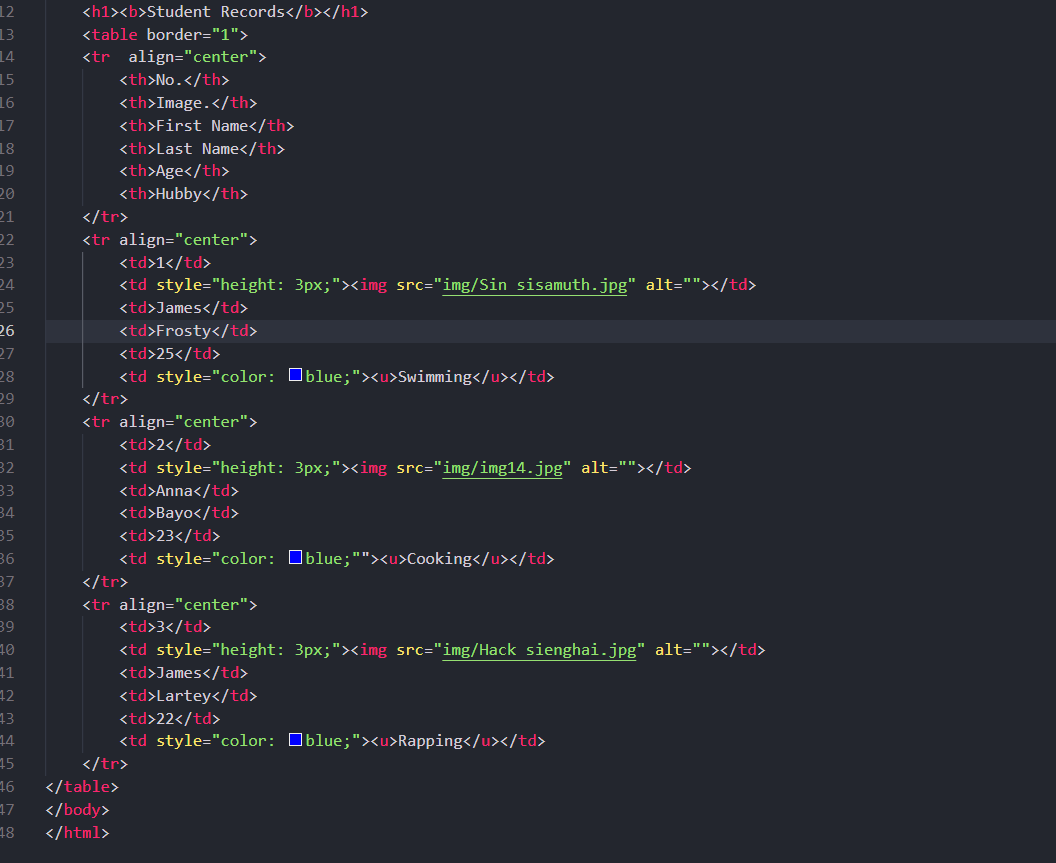 12 <h1><b>Student Records</b></h1>
13 <table border="1">
14 <tr  align="center">
15 <th>No.</th>
16 <th>Image.</th>
17 <th>First Name</th>
18 <th>Last Name</th>
19 <th>Age</th>
20 <th>Hubby</th>
21 </tr>
22 <tr align="center">
23 <td>1</td>
24 <td style="height: 3px;"><img src="img/Sin sisamuth.jpg" alt=""></td>
25 <td>James</td>
26 <td>Frosty</td>
27 <td>25</td>
28 <td style="color: blue;"><u>Swimming</u></td>
29 </tr>
30 <tr align="center">
31 <td>2</td>
32 <td style="height: 3px;"><img src="img/img14.jpg" alt=""></td>
33 <td>Anna</td>
34 <td>Bayo</td>
35 <td>23</td>
36 <td style="color: blue;""><u>Cooking</u></td>
37 </tr>
38 <tr align="center">
39 <td>3</td>
40 <td style="height: 3px;"><img src="img/Hack sienghai.jpg" alt=""></td>
41 <td>James</td>
42 <td>Lartey</td>
43 <td>22</td>
44 <td style="color: blue;"><u>Rapping</u></td>
45 </tr>
46 </table>
47 </body>
48 </html>